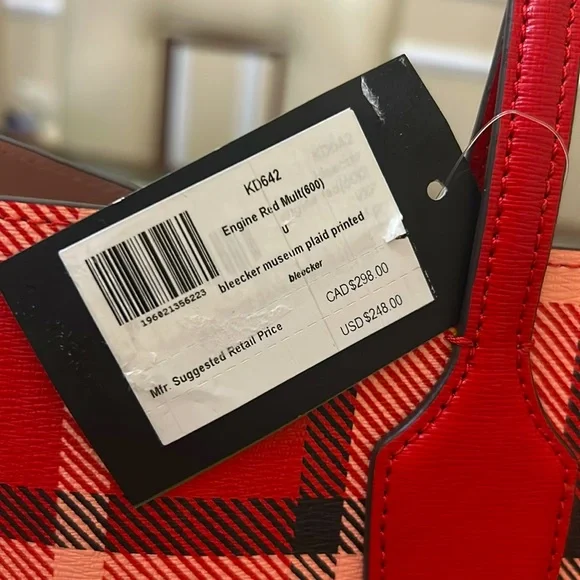 KD642
Engine Red Mult(600)
U
196021356223
bleecker museum plaid printed
bleecker
Mfr. Suggested Retail Price
CAD $298.00
USD $248.00